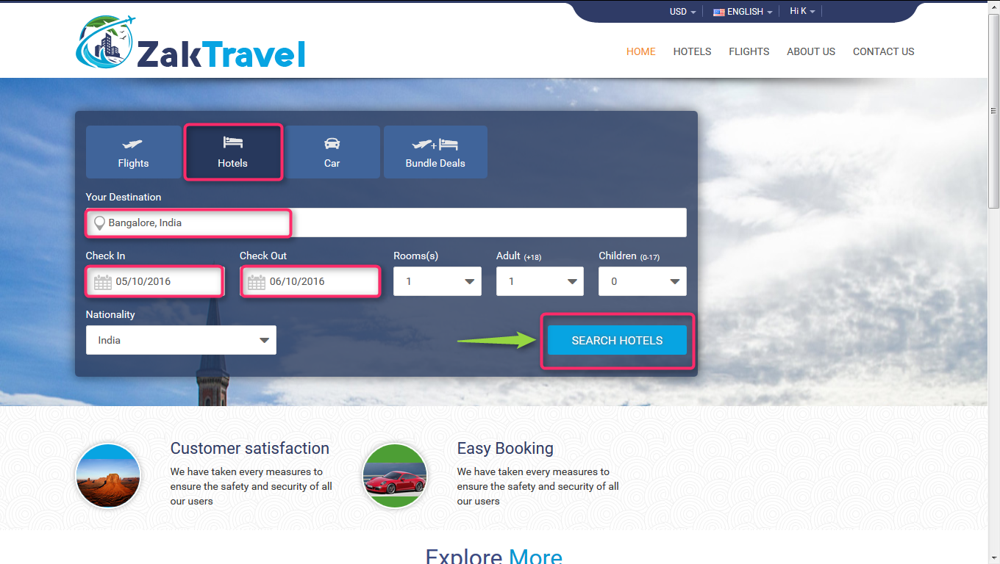 USD ENGLISH Hi K
ZakTravel
HOME HOTELS FLIGHTS ABOUT US CONTACT US
Flights Hotels Car + Bundle Deals
Your Destination
Bangalore, India
Check In Check Out Rooms(s) Adult (+18) Children (0-17)
05/10/2016 06/10/2016 1 1 0
Nationality
India
SEARCH HOTELS
Customer satisfaction
We have taken every measures to
ensure the safety and security of all
our users
Easy Booking
We have taken every measures to
ensure the safety and security of all
our users
Explore More